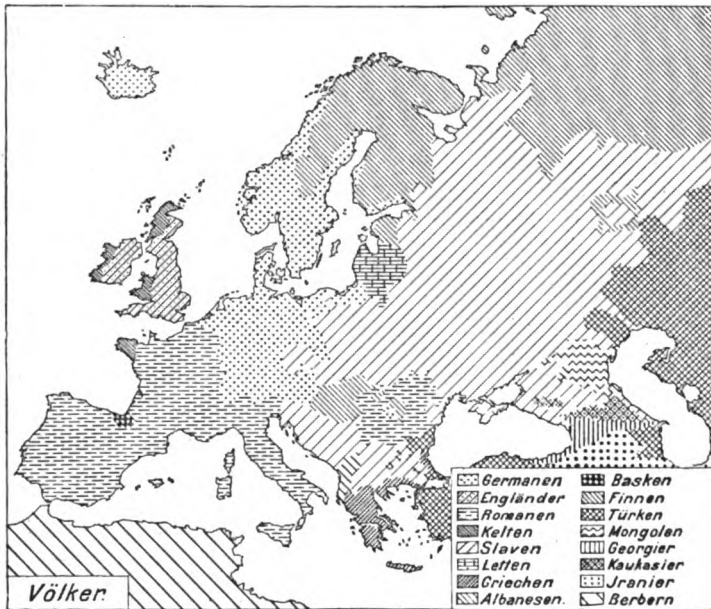 Germanen
Engländer
Romanen
Kelten
Slaven
Letten
Griechen
Albanesen.
Basken
Finnen
Türken
Mongolen
Georgier
Kaukasier
Jranier
Berbern
Völker.